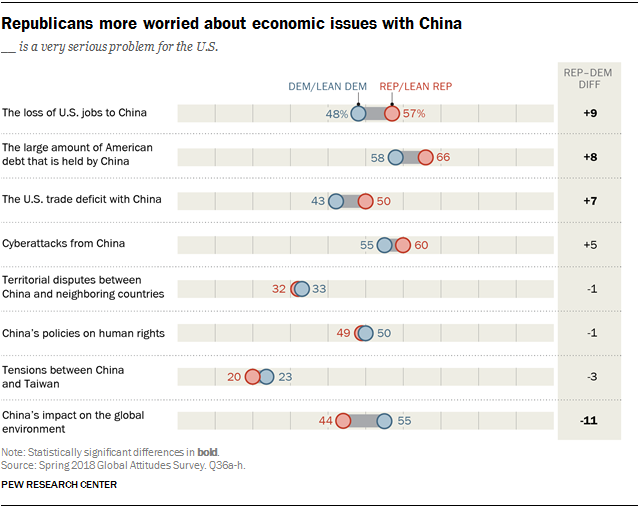 Republicans more worried about economic issues with China
__ is a very serious problem for the U.S.
REP–DEM
DIFF
DEM/LEAN DEM REP/LEAN REP
The loss of U.S. jobs to China 48% 57% +9
The large amount of American
debt that is held by China 58 66 +8
The U.S. trade deficit with China 43 50 +7
Cyberattacks from China 55 60 +5
Territorial disputes between
China and neighboring countries 32 33 -1
China's policies on human rights 49 50 -1
Tensions between China
and Taiwan 20 23 -3
China's impact on the global
environment 44 55 -11
Note: Statistically significant differences in bold.
Source: Spring 2018 Global Attitudes Survey. Q36a-h.
PEW RESEARCH CENTER